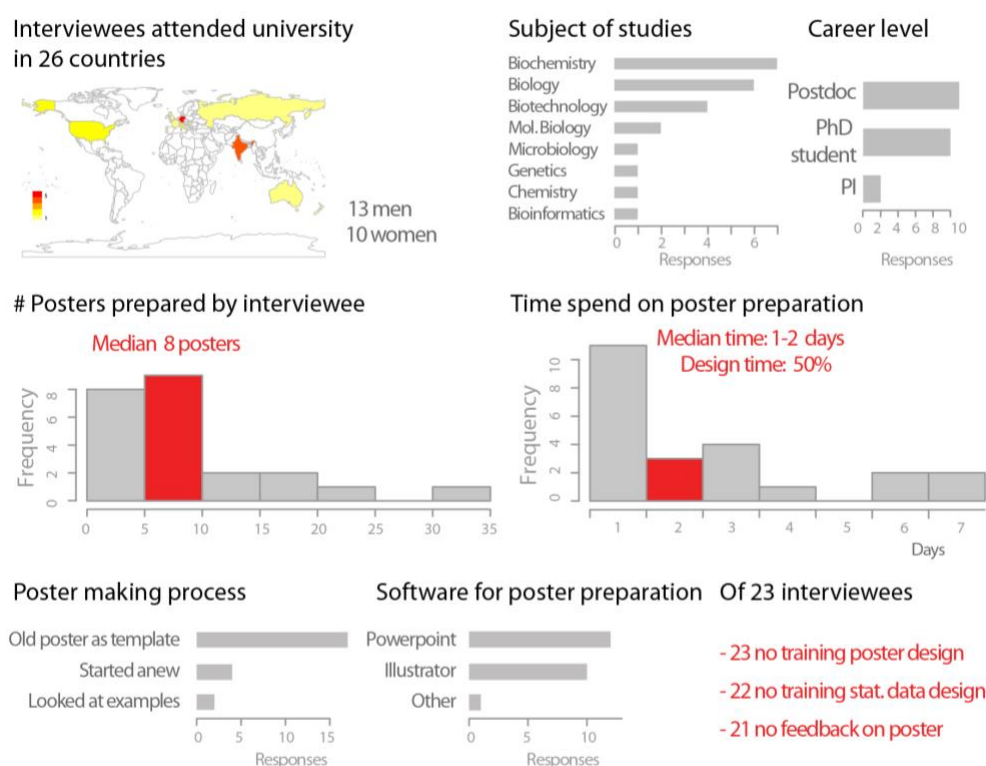 Interviewees attended university
in 26 countries
13 men
10 women
Subject of studies
Biochemistry
Biology
Biotechnology
Mol. Biology
Microbiology
Genetics
Chemistry
Bioinformatics
0 2 4 6
Responses
Career level
Postdoc
PhD
student
PI
0 2 4 6 8 10
Responses
# Posters prepared by interviewee
Median 8 posters
Frequency
0 2 4 6 8
0 5 10 15 20 25 30 35
Time spend on poster preparation
Median time: 1-2 days
Design time: 50%
Frequency
0 2 4 6 8 10
1 2 3 4 5 6 7
Days
Poster making process
Old poster as template
Started anew
Looked at examples
0 5 10 15
Responses
Software for poster preparation
Powerpoint
Illustrator
Other
0 5 10
Responses
Of 23 interviewees
- 23 no training poster design
- 22 no training stat. data design
- 21 no feedback on poster